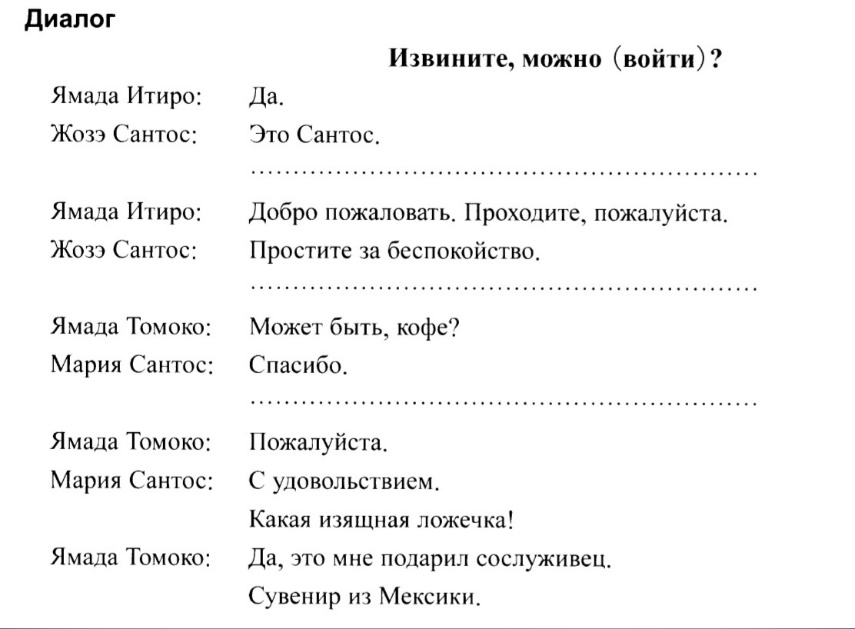 Диалог
Извините, можно (войти)?
Ямада Итиро: Да.
Жозэ Сантос: Это Сантос.
............................................................
Ямада Итиро: Добро пожаловать. Проходите, пожалуйста.
Жозэ Сантос: Простите за беспокойство.
............................................................
Ямада Томоко: Может быть, кофе?
Мария Сантос: Спасибо.
............................................................
Ямада Томоко: Пожалуйста.
Мария Сантос: С удовольствием.
Какая изящная ложечка!
Ямада Томоко: Да, это мне подарил сослуживец.
Сувенир из Мексики.